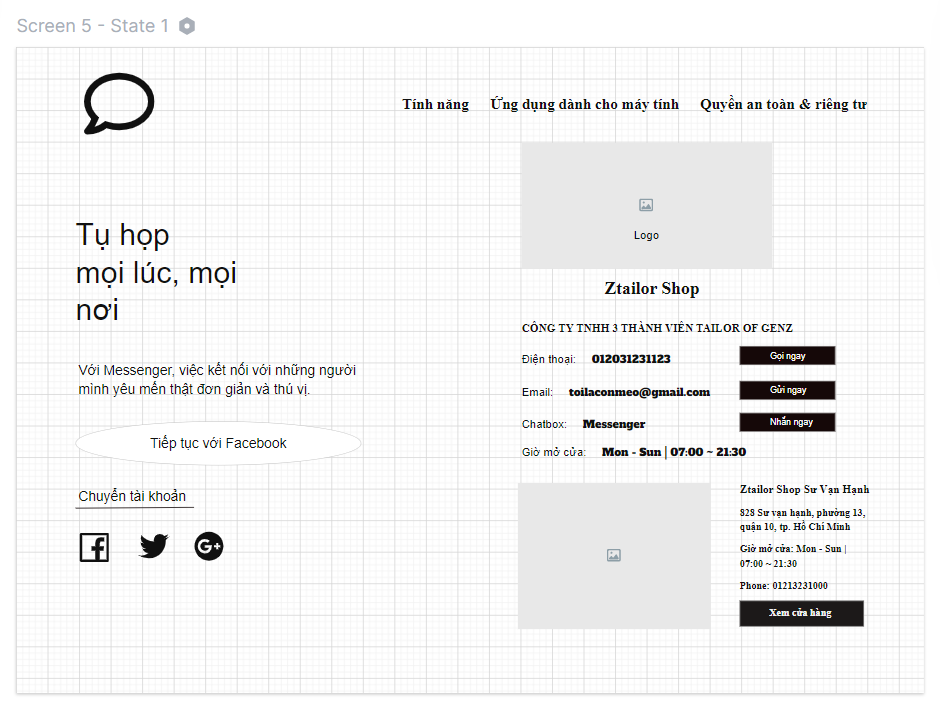 Screen 5 - State 1
Tính năng
Ứng dụng dành cho máy tính
Quyền an toàn & riêng tư
Tụ họp
mọi lúc, mọi
nơi
Với Messenger, việc kết nối với những người
mình yêu mến thật đơn giản và thú vị.
Tiếp tục với Facebook
Chuyển tài khoản
G+
Logo
Ztailor Shop
CÔNG TY TNHH 3 THÀNH VIÊN TAILOR OF GENZ
Điện thoại: 012031231123 Gọi ngay
Email: toilaconmeo@gmail.com Gửi ngay
Chatbox: Messenger Nhắn ngay
Giờ mở cửa: Mon - Sun | 07:00 ~ 21:30
Ztailor Shop Sư Vạn Hạnh
828 Sư vạn hạnh, phường 13,
quận 10, tp. Hồ Chí Minh
Giờ mở cửa: Mon - Sun |
07:00 ~ 21:30
Phone: 01213231000
Xem cửa hàng